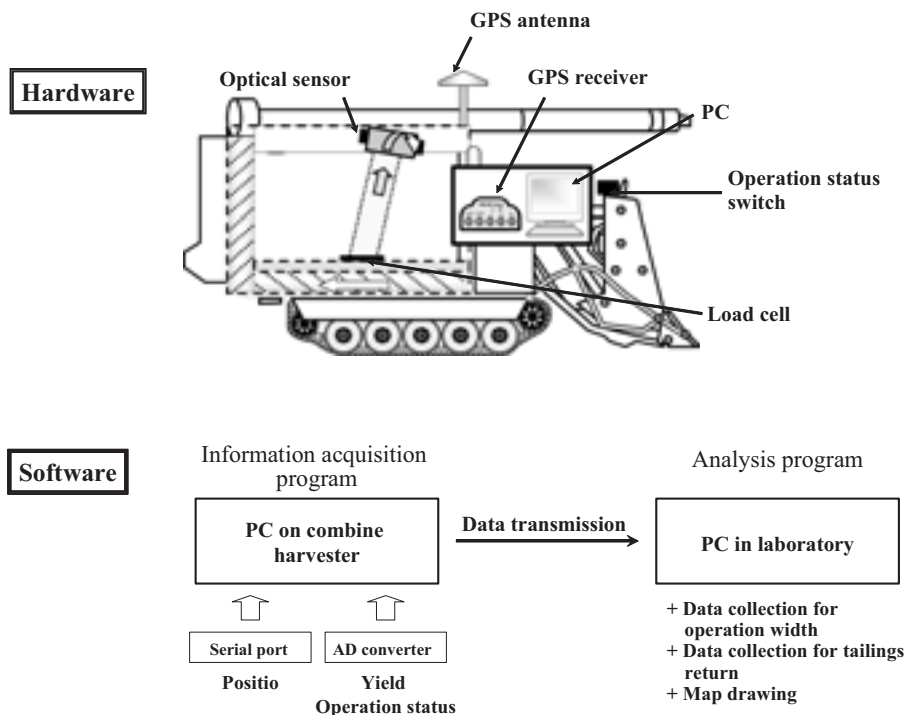 GPS antenna
Optical sensor
GPS receiver
Hardware
PC
Operation status
switch
Load cell
Software
Information acquisition
program
Analysis program
PC on combine
harvester
Data transmission
PC in laboratory
Serial port
AD converter
Positio
Yield
Operation status
+ Data collection for
operation width
+ Data collection for tailings
return
+ Map drawing